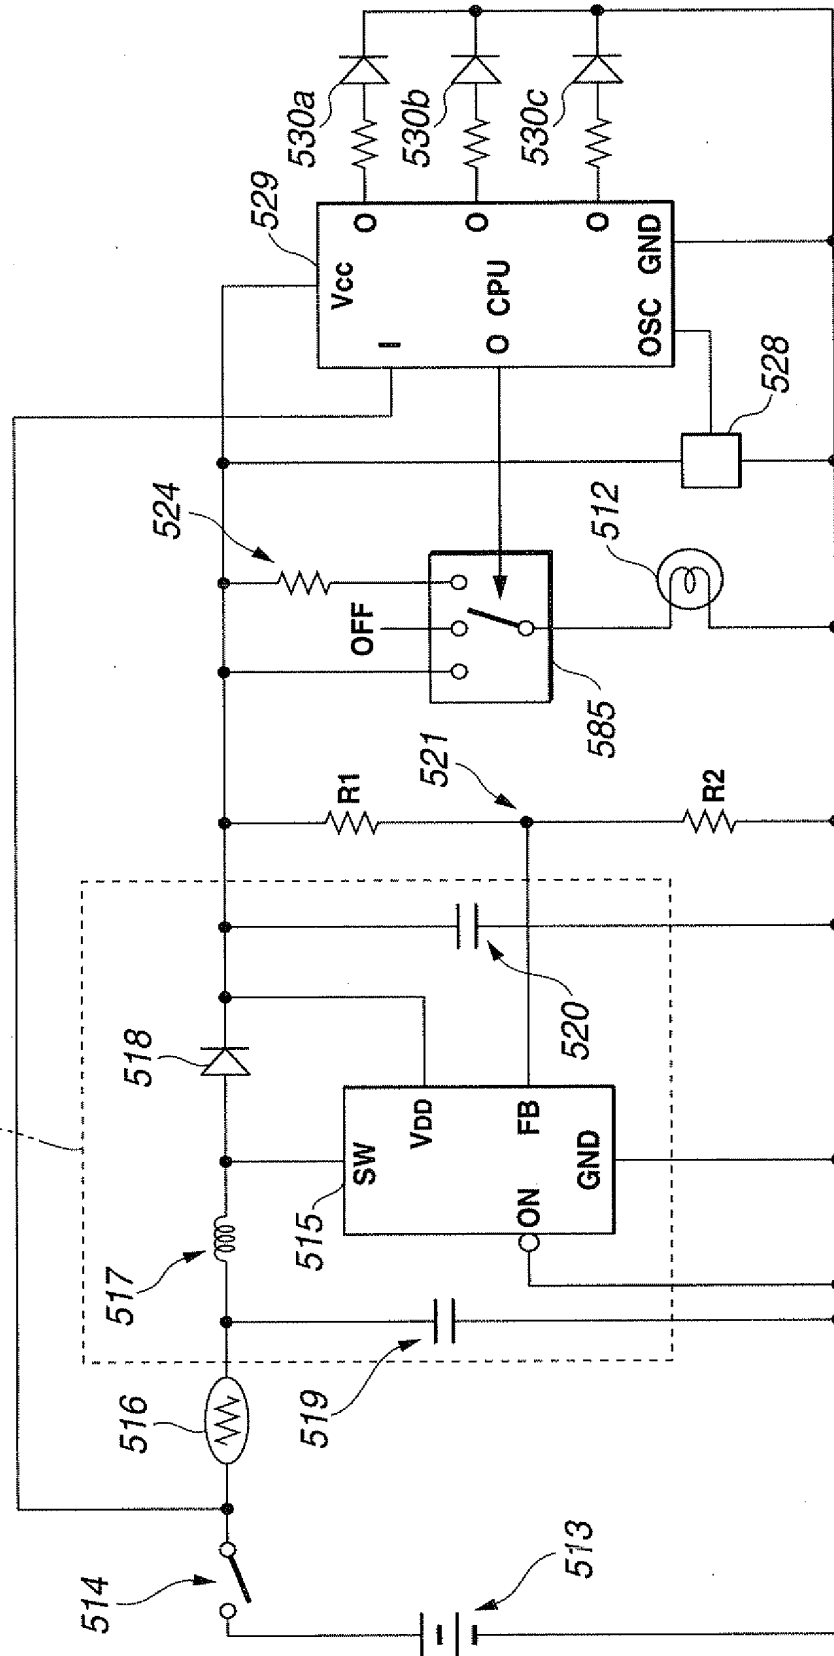 514
513
516
519
517
515
SW
VDD
ON
FB
GND
518
520
521
R1
R2
OFF
524
585
512
528
529
Vcc
I
O CPU
OSC GND
O
O
O
530a
530b
530c